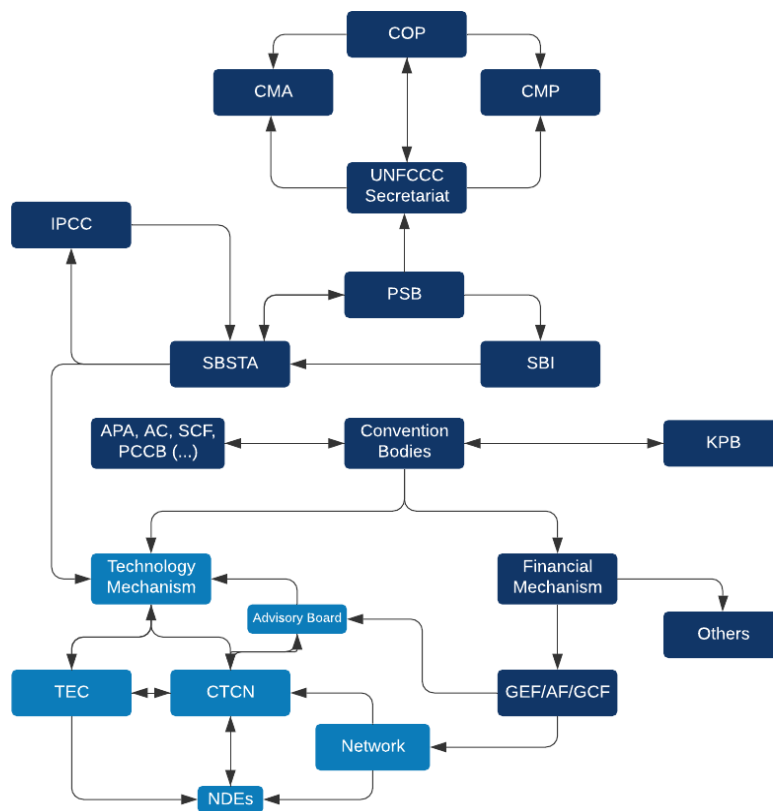 COP
CMA
CMP
UNFCCC
Secretariat
IPCC
PSB
SBSTA
SBI
APA, AC, SCF,
PCCB (...)
Convention
Bodies
KPB
Technology
Mechanism
Financial
Mechanism
Advisory Board
Others
TEC
CTCN
GEF/AF/GCF
Network
NDEs